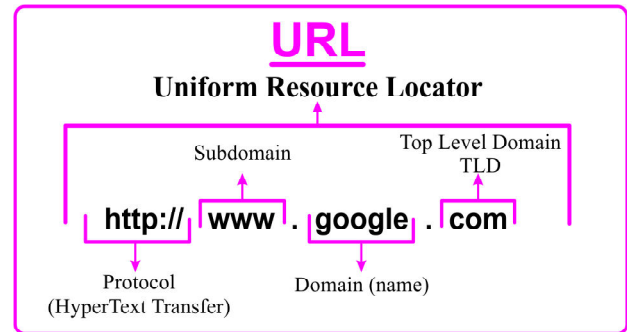 URL
Uniform Resource Locator
Subdomain
Top Level Domain
TLD
http:// www . google . com
Protocol
(HyperText Transfer)
Domain (name)